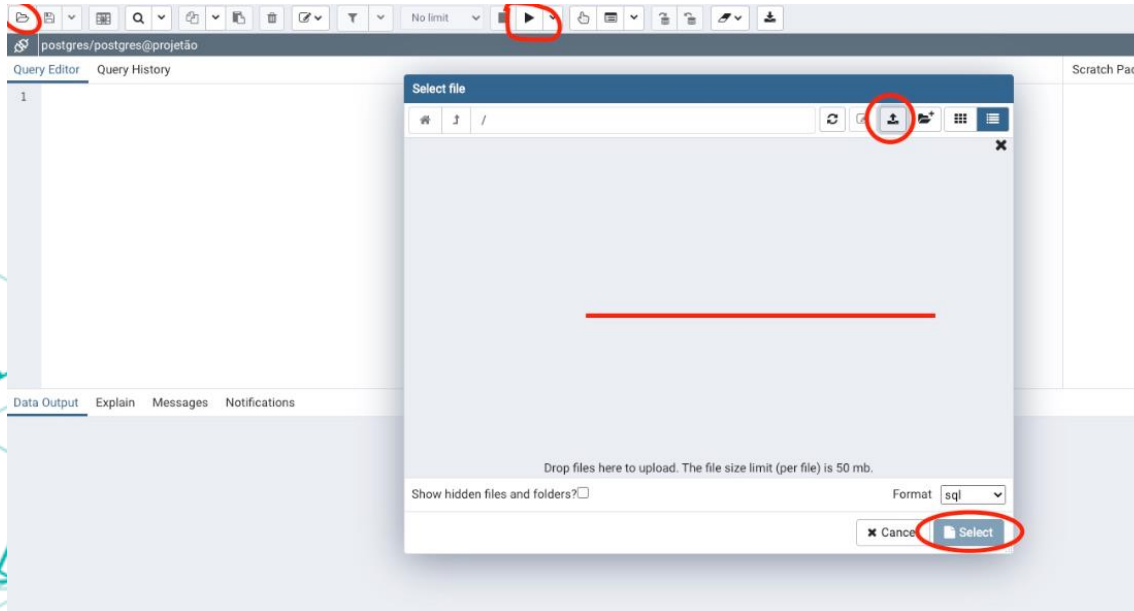 No limit
postgres/postgres@projetão
Query Editor Query History
Scratch Pad
1
Select file
/
Drop files here to upload. The file size limit (per file) is 50 mb.
Show hidden files and folders?
Format sql
Cancel
Select
Data Output Explain Messages Notifications